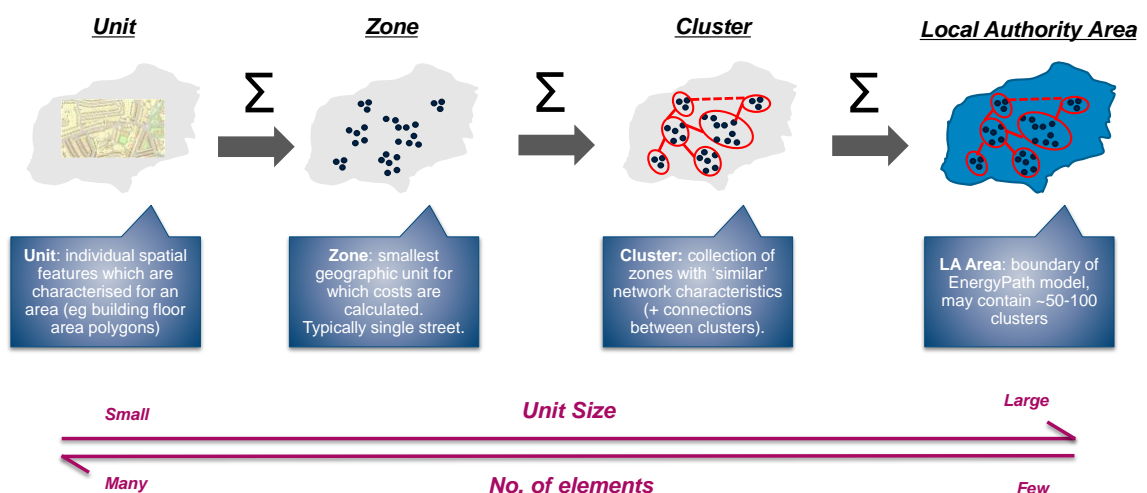 Unit
Zone
Cluster
Local Authority Area
Σ
Σ
Σ
Unit: individual spatial
features which are
characterised for an
area (eg building floor
area polygons)
Zone: smallest
geographic unit for
which costs are
calculated.
Typically single street.
Cluster: collection of
zones with ‘similar’
network characteristics
(+ connections
between clusters).
LA Area: boundary of
EnergyPath model,
may contain ~50-100
clusters
Small
Unit Size
Large
Many
No. of elements
Few